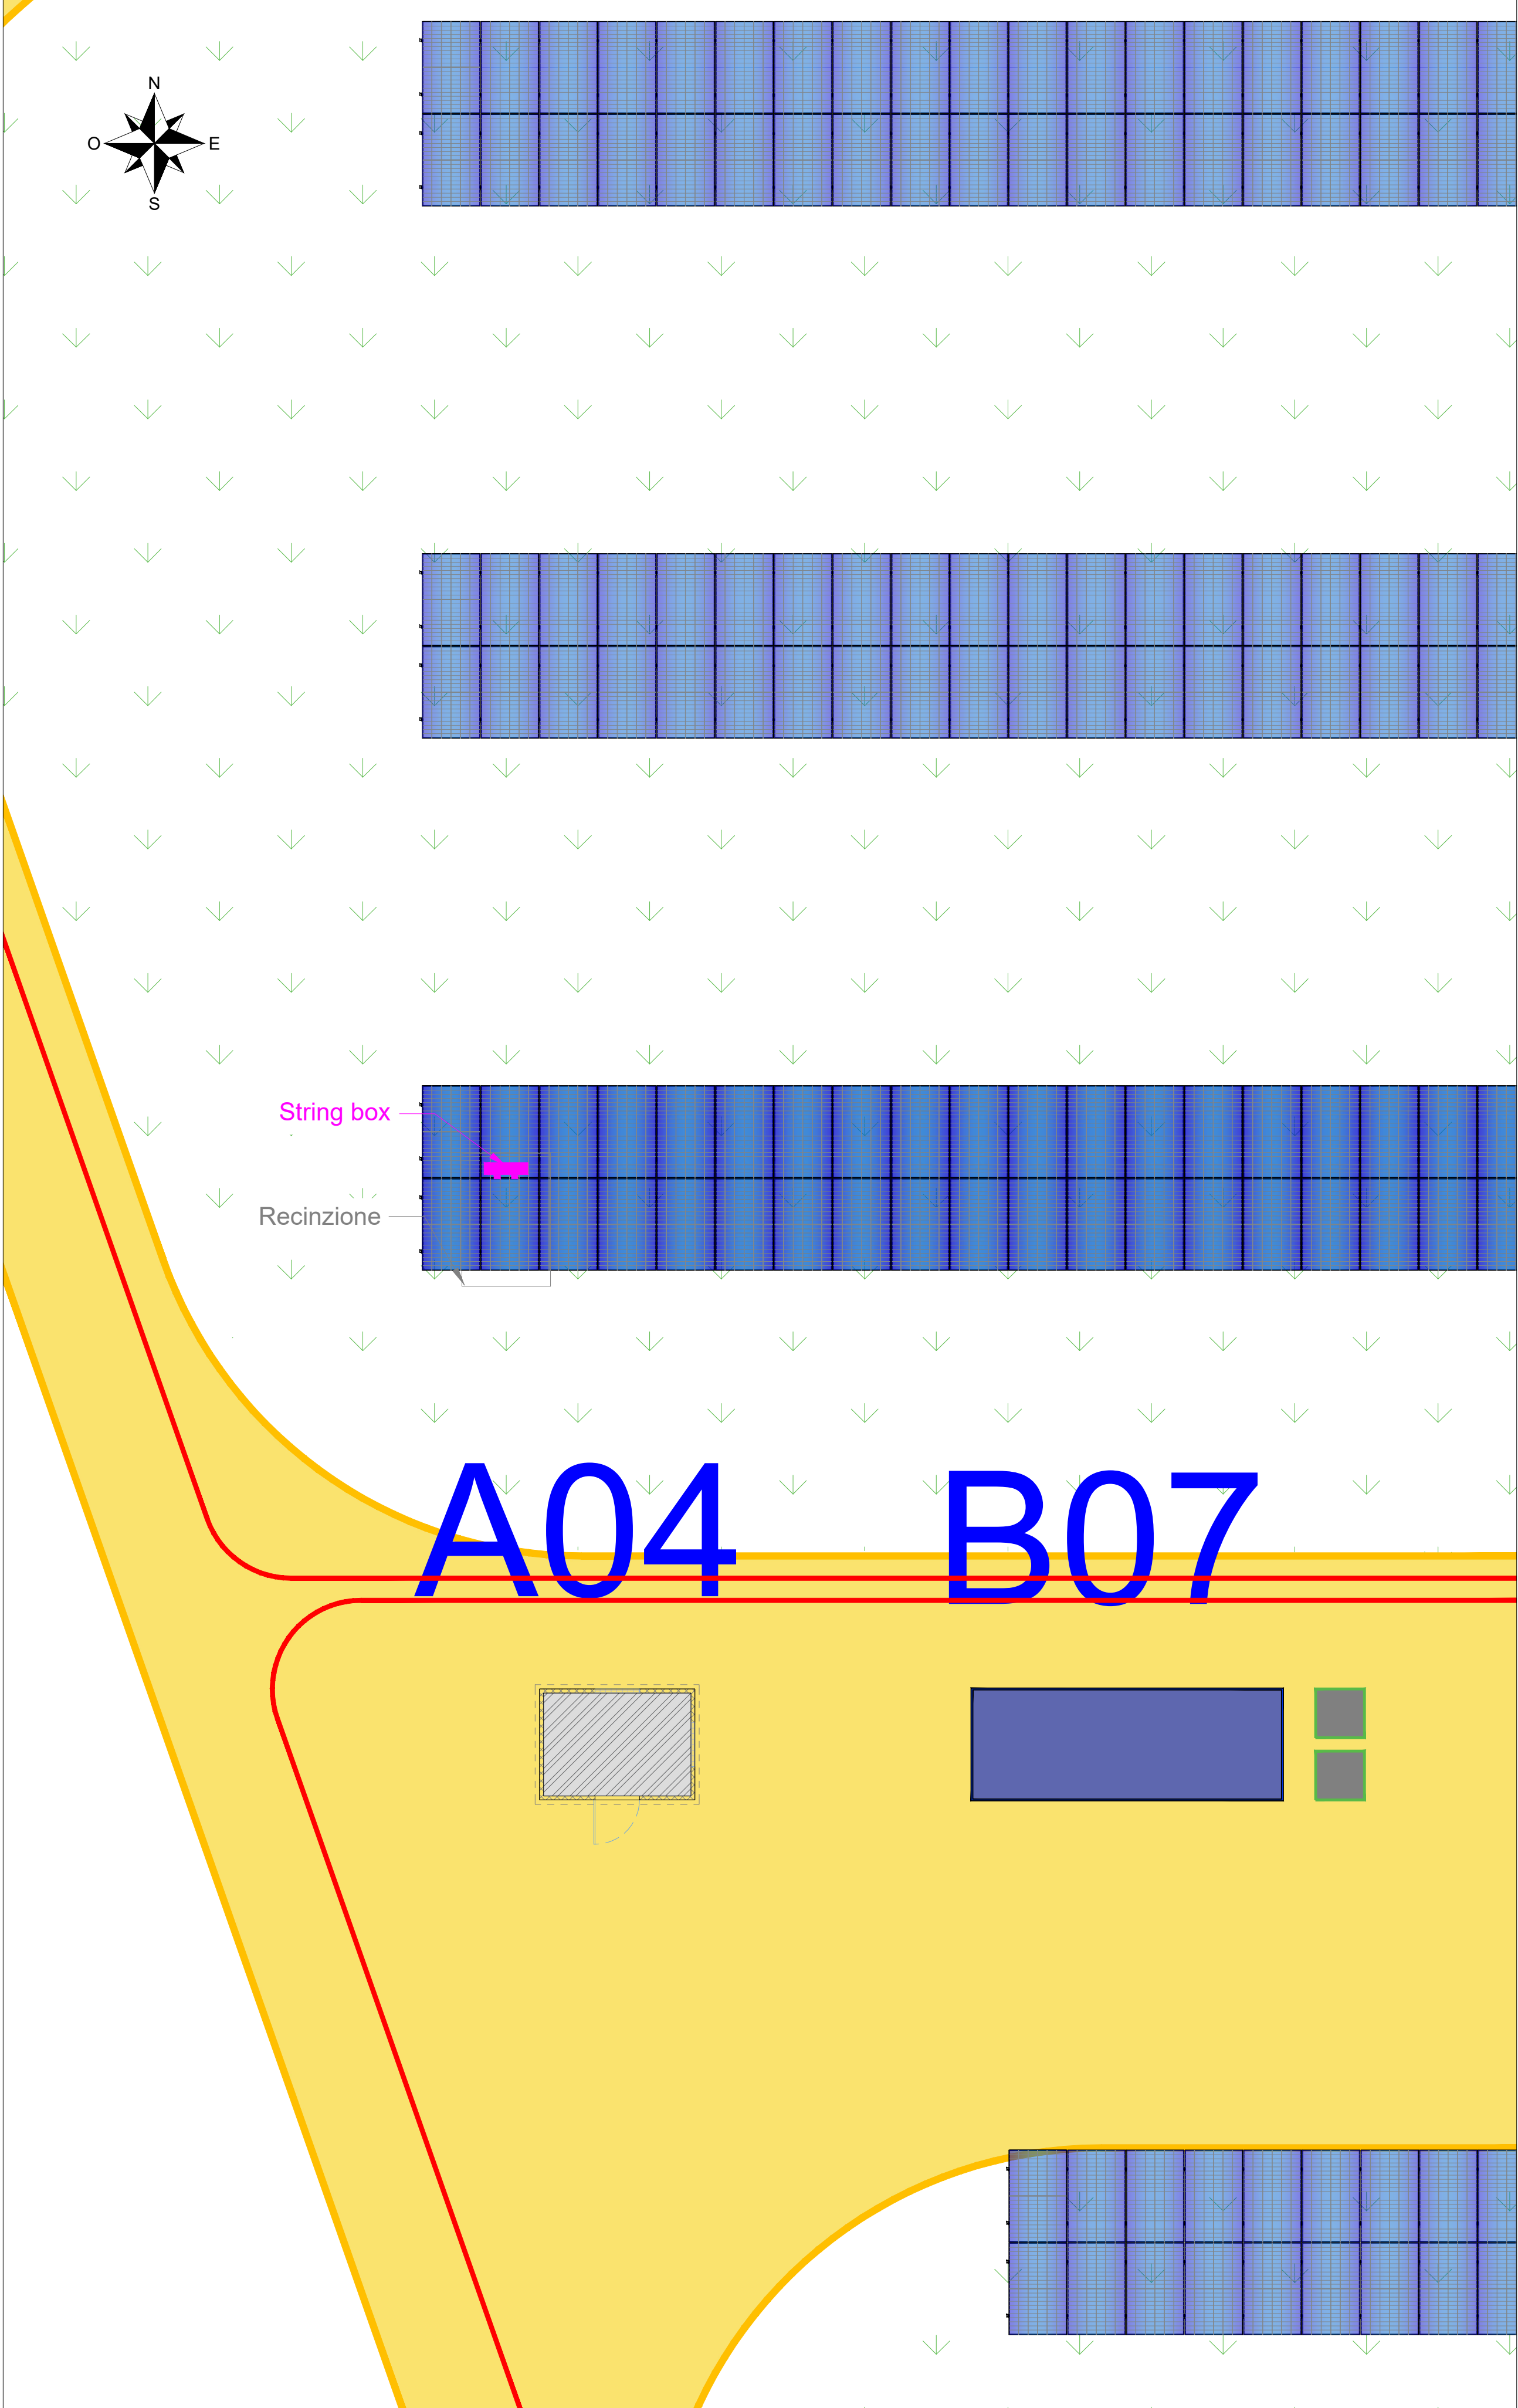 N
O E
S
String box
Recinzione
A04 B07